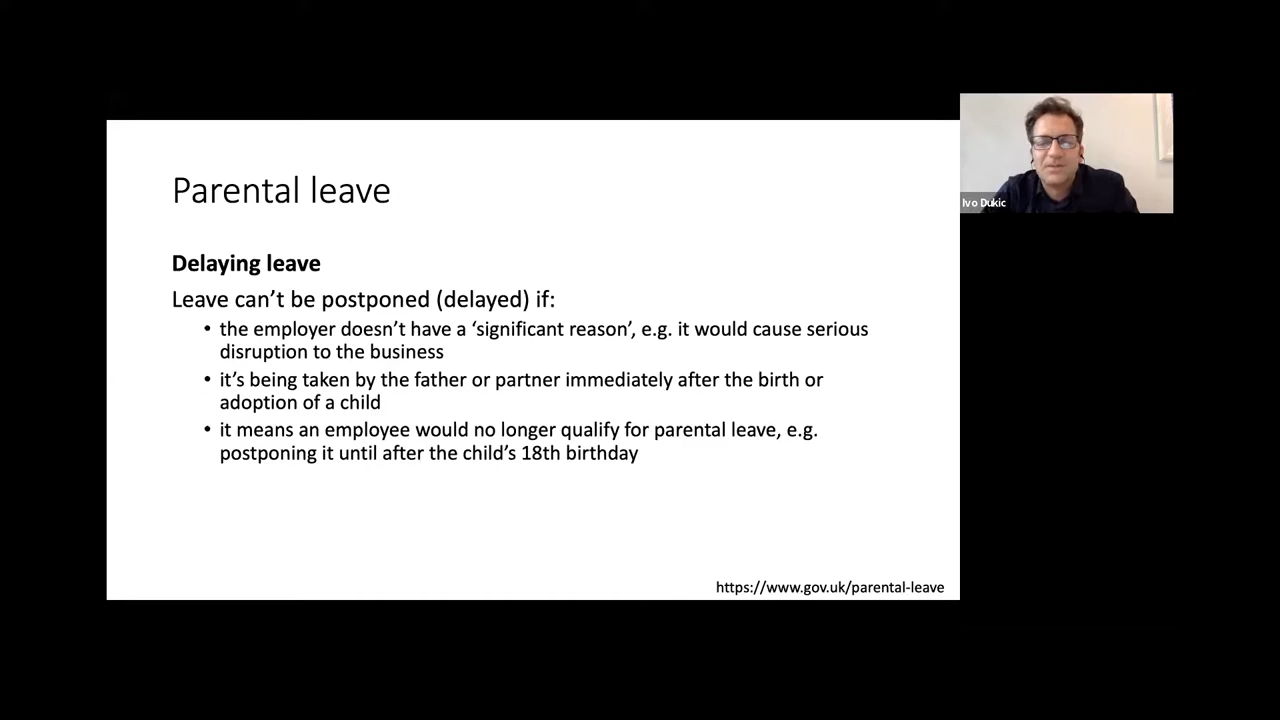 Parental leave
Delaying leave
Leave can’t be postponed (delayed) if:
• the employer doesn’t have a ‘significant reason’, e.g. it would cause serious
disruption to the business
• it’s being taken by the father or partner immediately after the birth or
adoption of a child
• it means an employee would no longer qualify for parental leave, e.g.
postponing it until after the child’s 18th birthday
https://www.gov.uk/parental-leave
Ivo Dukic